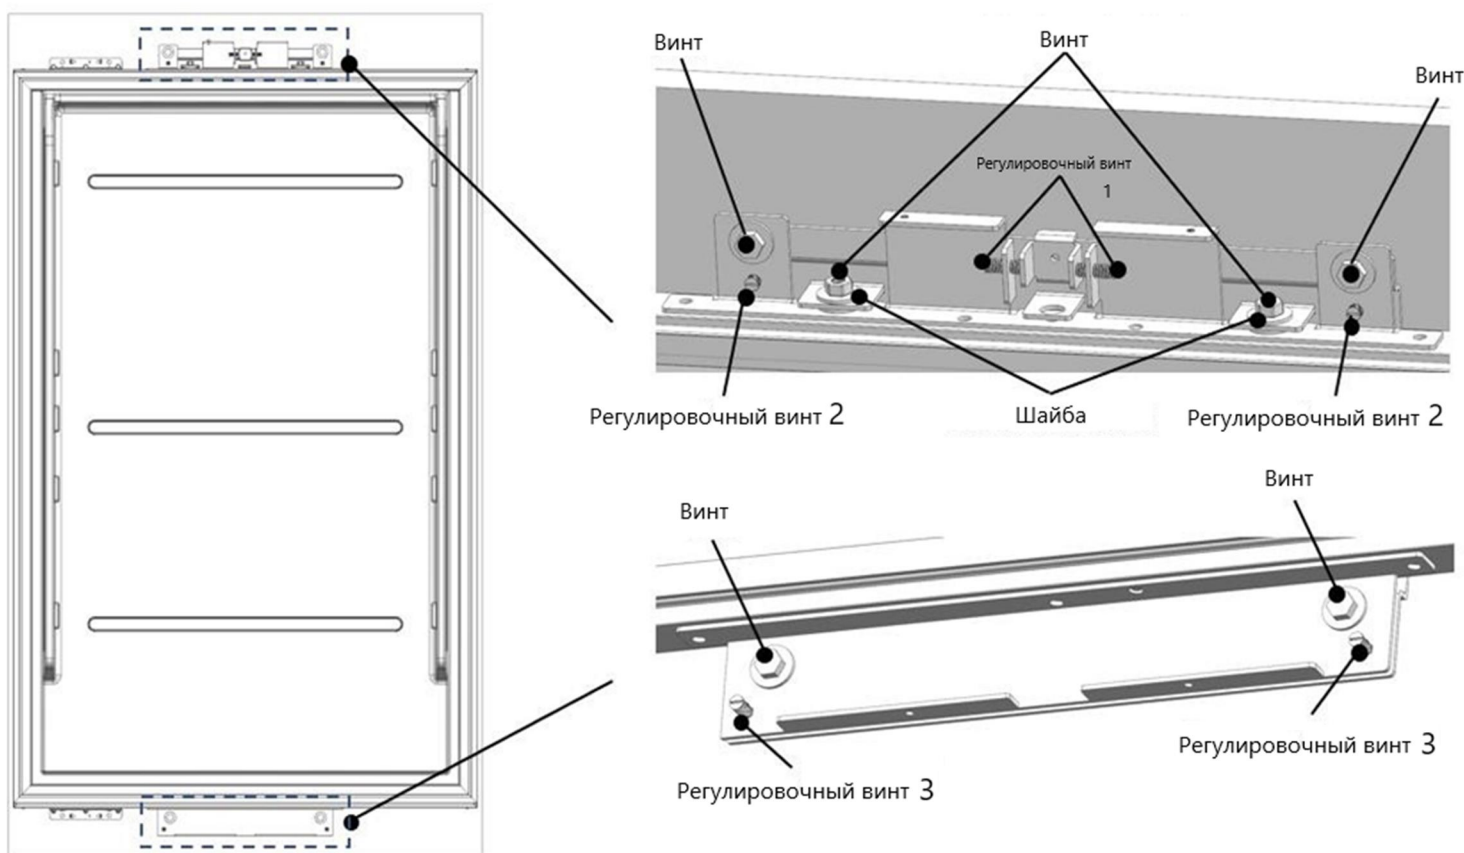 Винт
Винт
Винт
Регулировочный винт
1
Регулировочный винт 2
Шайба
Регулировочный винт 2
Винт
Винт
Регулировочный винт 3
Регулировочный винт 3